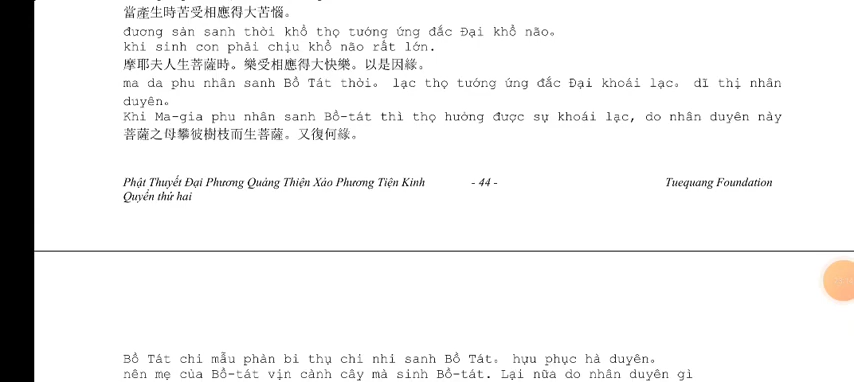 當產生時苦受相應得大苦惱。
đương sản sanh thời khổ thọ tướng ứng đắc Đại khổ não。
khi sinh con phải chịu khổ não rất lớn.
摩耶夫人生菩薩時。樂受相應得大快樂。以是因緣。
ma da phu nhân sanh Bồ Tát thời。 lạc thọ tướng ứng đắc Đại khoái lạc。 dĩ thị nhân
duyên。
Khi Ma-gia phu nhân sanh Bồ-tát thì thọ hưởng được sự khoái lạc, do nhân duyên này
菩薩之母攀彼樹枝而生菩薩。又復何緣。
Phật Thuyết Đại Phương Quảng Thiện Xảo Phương Tiện Kinh - 44 - Tuequang Foundation
Quyển thứ hai
Bồ Tát chi mẫu phàn bỉ thụ chi nhi sanh Bồ Tát。 hựu phục hà duyên。
nên mẹ của Bồ-tát vịn cành cây mà sinh Bồ-tát. Lại nữa do nhân duyên gì